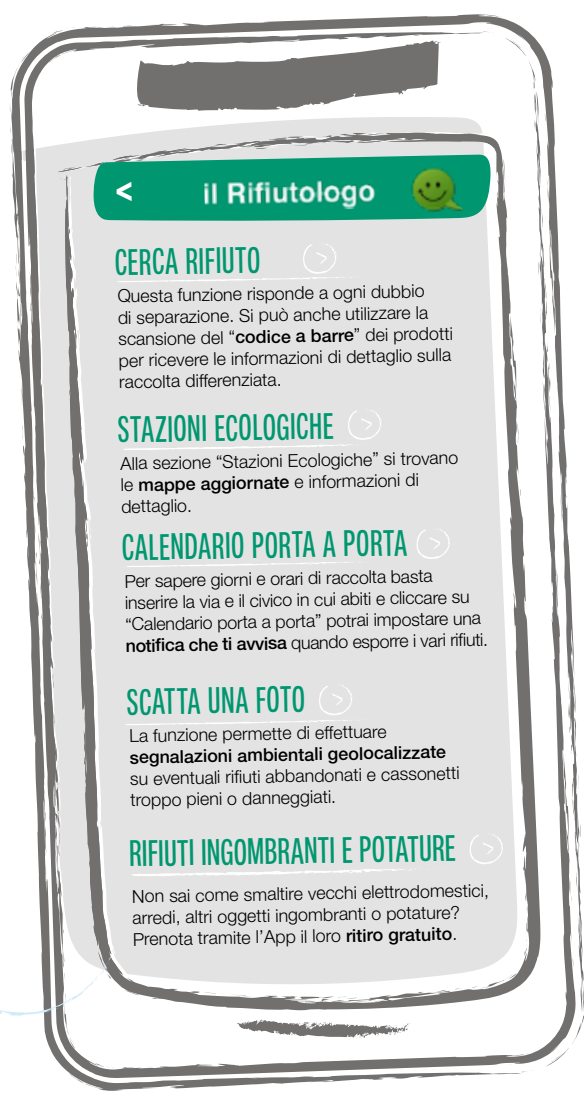 < il Rifiutologo
CERCA RIFIUTO >
Questa funzione risponde a ogni dubbio
di separazione. Si può anche utilizzare la
scansione del “codice a barre” dei prodotti
per ricevere le informazioni di dettaglio sulla
raccolta differenziata.
STAZIONI ECOLOGICHE >
Alla sezione “Stazioni Ecologiche” si trovano
le mappe aggiornate e informazioni di
dettaglio.
CALENDARIO PORTA A PORTA >
Per sapere giorni e orari di raccolta basta
inserire la via e il civico in cui abiti e cliccare su
“Calendario porta a porta” potrai impostare una
notifica che ti avvisa quando esporre i vari rifiuti.
SCATTA UNA FOTO >
La funzione permette di effettuare
segnalazioni ambientali geolocalizzate
su eventuali rifiuti abbandonati e cassonetti
troppo pieni o danneggiati.
RIFIUTI INGOMBRANTI E POTATURE >
Non sai come smaltire vecchi elettrodomestici,
arredi, altri oggetti ingombranti o potature?
Prenota tramite l’App il loro ritiro gratuito.